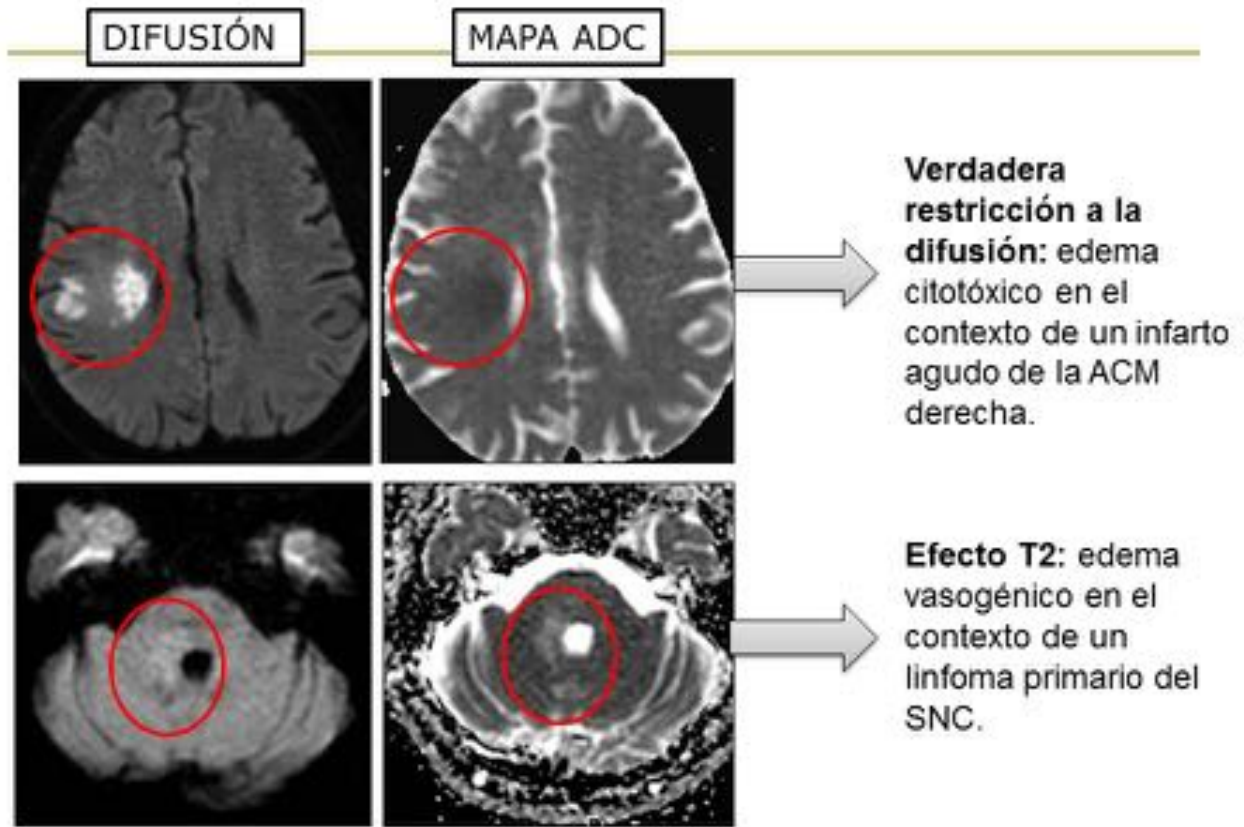 DIFUSIÓN
MAPA ADC
Verdadera
restricción a la
difusión: edema
citotóxico en el
contexto de un infarto
agudo de la ACM
derecha.
Efecto T2: edema
vasogénico en el
contexto de un
linfoma primario del
SNC.